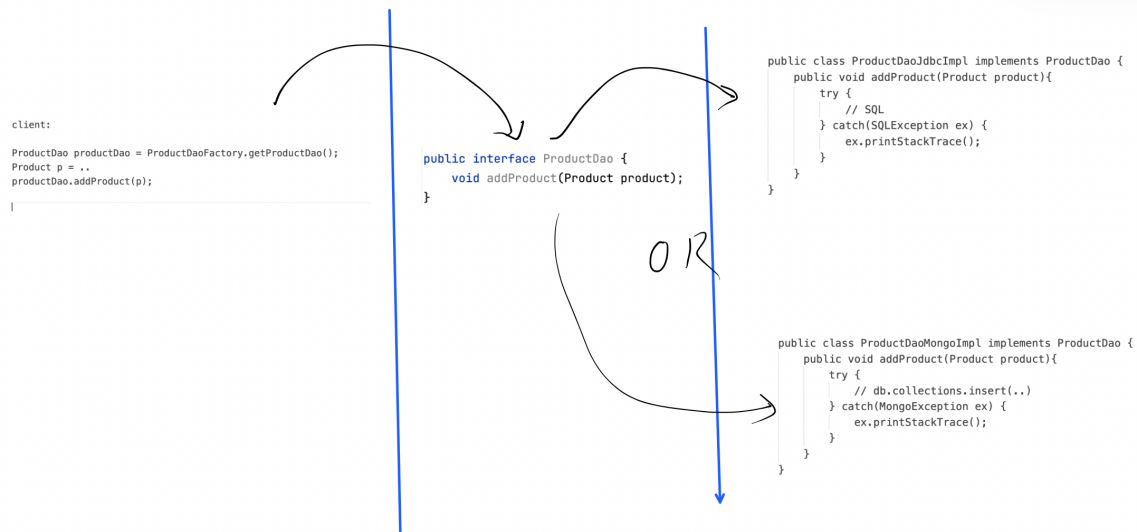 client:
ProductDao productDao = ProductDaoFactory.getProductDao();
Product p = ..
productDao.addProduct(p);
public interface ProductDao {
    void addProduct(Product product);
}
OR
public class ProductDaoJdbcImpl implements ProductDao {
    public void addProduct(Product product){
        try {
            // SQL
        } catch(SQLException ex) {
            ex.printStackTrace();
        }
    }
}
public class ProductDaoMongoImpl implements ProductDao {
    public void addProduct(Product product){
        try {
            // db.collections.insert(..)
        } catch(MongoException ex) {
            ex.printStackTrace();
        }
    }
}